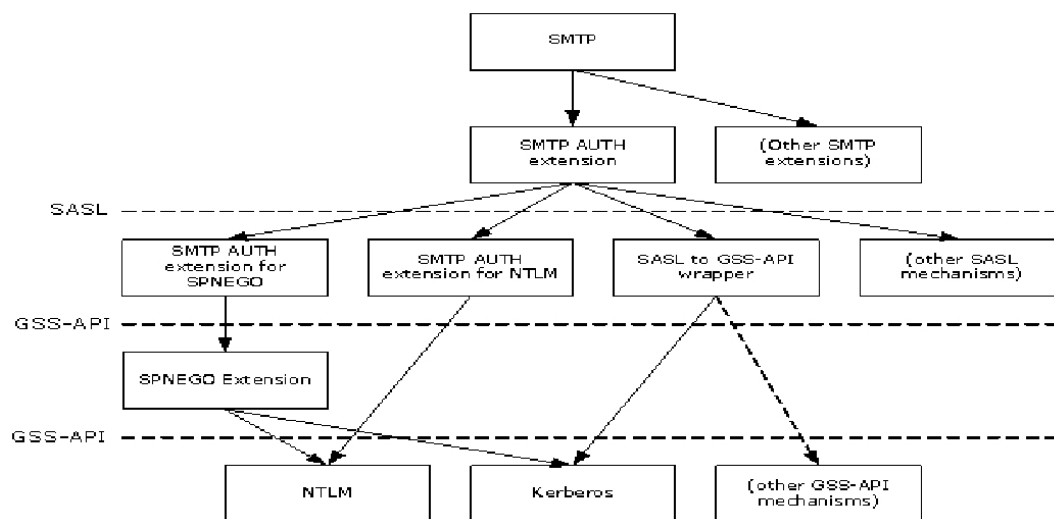 SMTP
SMTP AUTH
extension
(Other SMTP
extensions)
SASL
SMTP AUTH
extension for
SPNEGO
SMTP AUTH
extension for NTLM
SASL to GSS-API
wrapper
(other SASL
mechanisms)
GSS-API
SPNEGO Extension
GSS-API
NTLM
Kerberos
(other GSS-API
mechanisms)